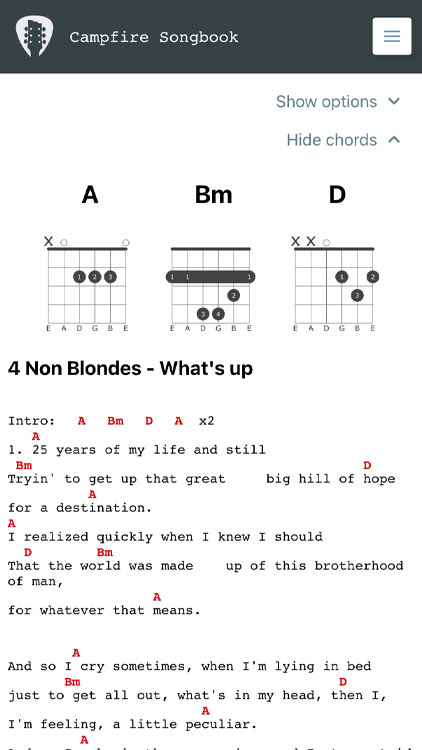 Campfire Songbook
Show options
Hide chords
A Bm D
X X X
1 2 3 1 1 1 1 2
2 3
3 4
E A D G B E E A D G B E E A D G B E
4 Non Blondes - What's up
Intro: A Bm D A x2
A
1. 25 years of my life and still
Bm D
Tryin' to get up that great big hill of hope
A
for a destination.
A
I realized quickly when I knew I should
D Bm
That the world was made up of this brotherhood
of man,
A
for whatever that means.
A
And so I cry sometimes, when I'm lying in bed
Bm D
just to get all out, what's in my head, then I,
A
I'm feeling, a little peculiar.
A